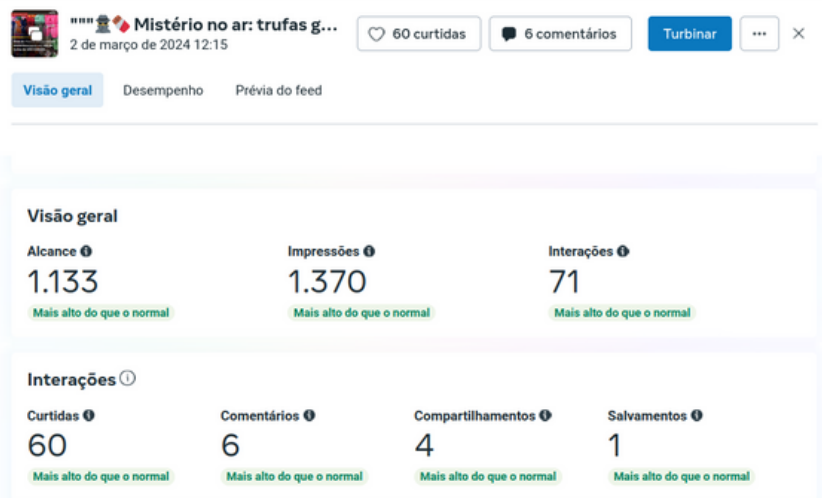 """🕵️🍫 Mistério no ar: trufas g...
2 de março de 2024 12:15
60 curtidas
6 comentários
Turbinar
...
Visão geral
Desempenho
Prévia do feed
Visão geral
Alcance
Impressões
Interações
1.133
1.370
71
Mais alto do que o normal
Mais alto do que o normal
Mais alto do que o normal
Interações
Curtidas
Comentários
Compartilhamentos
Salvamentos
60
6
4
1
Mais alto do que o normal
Mais alto do que o normal
Mais alto do que o normal
Mais alto do que o normal